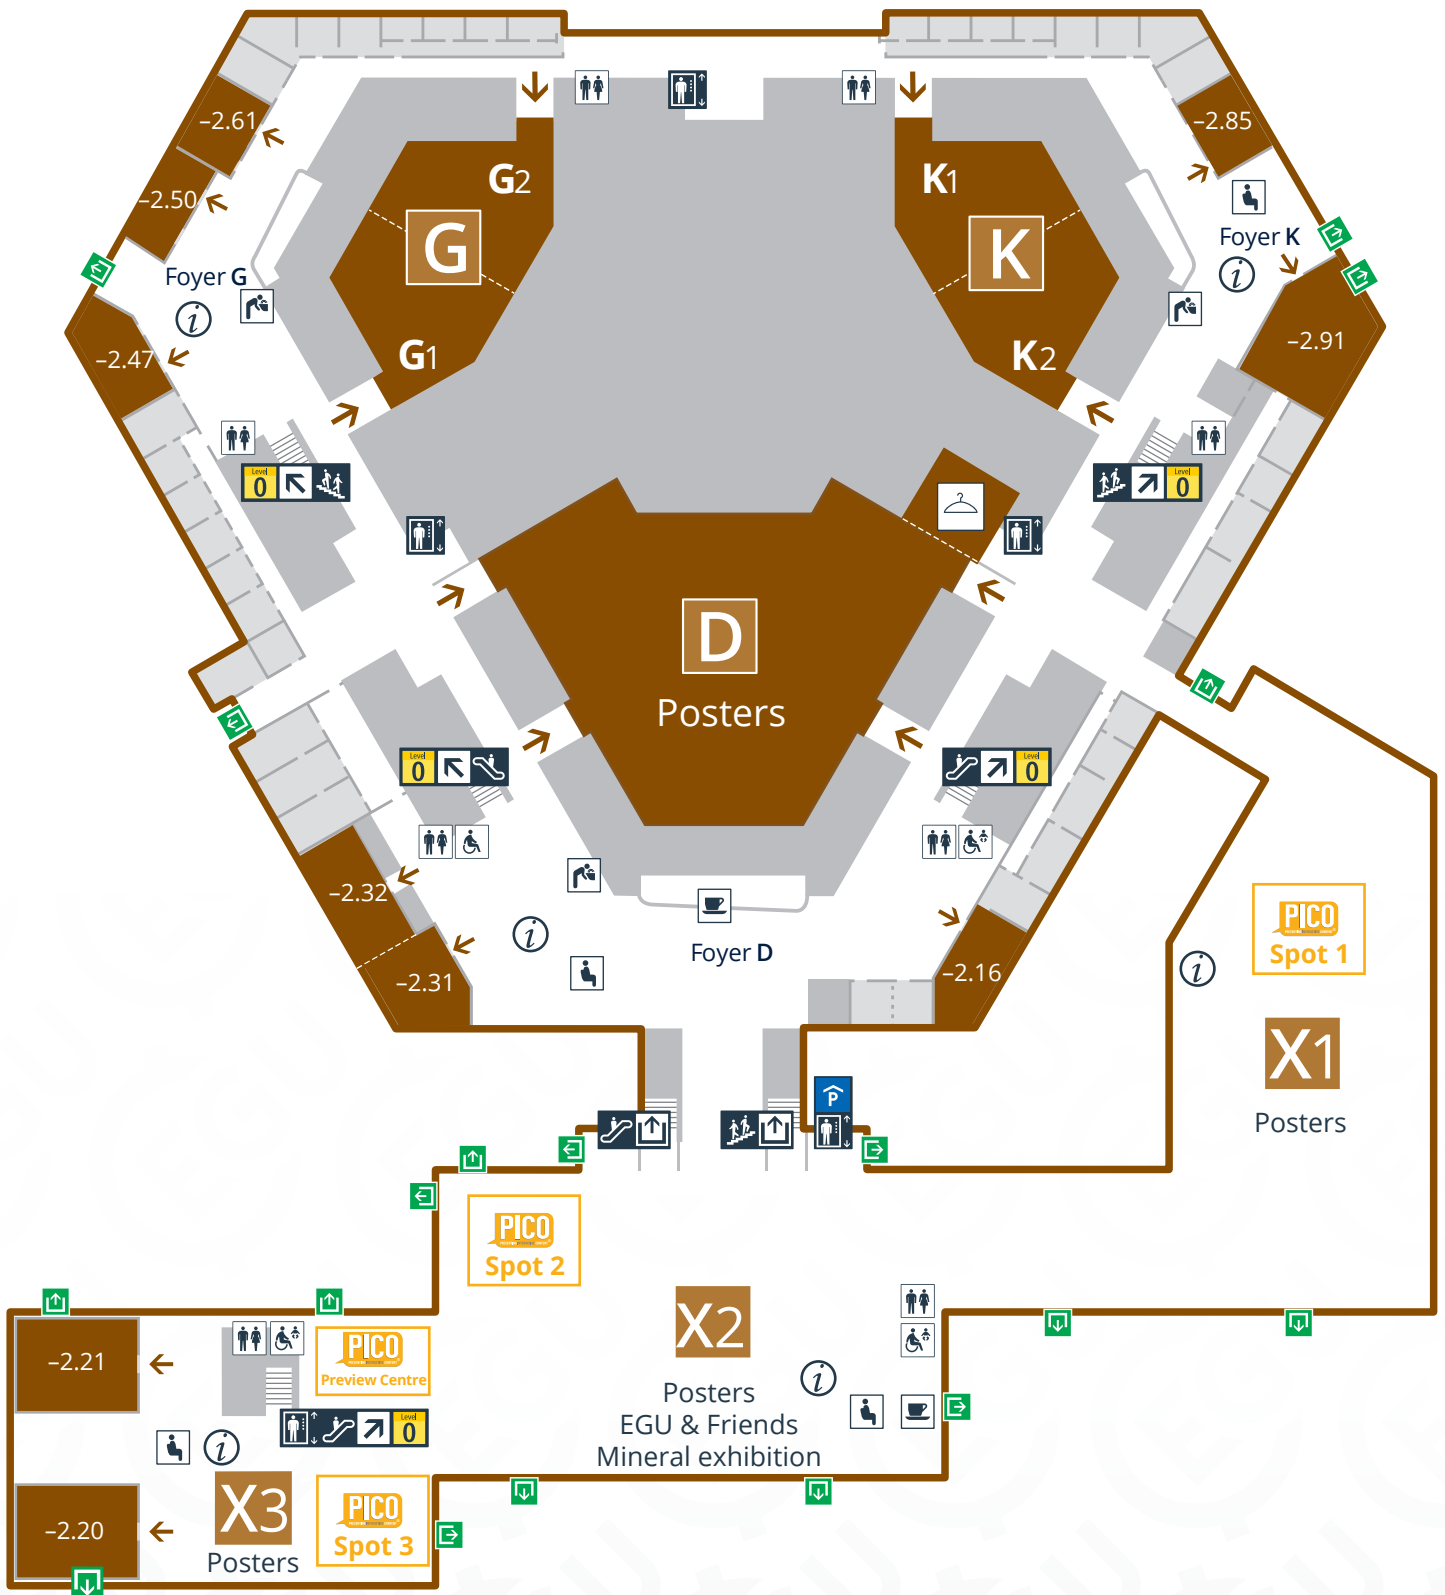 –2.61
–2.85
G2
K1
–2.50
Foyer G
G
K
Foyer K
i
i
–2.47
G1
K2
–2.91
Level
0
Level
0
D
Posters
Level
0
Level
0
–2.32
–2.31
i
Foyer D
–2.16
PICO
Spot 1
i
X1
Posters
P
PICO
Spot 2
X2
Posters
EGU & Friends
Mineral exhibition
i
–2.21
PICO
Preview Centre
Level
0
i
X3
Posters
–2.20
PICO
Spot 3